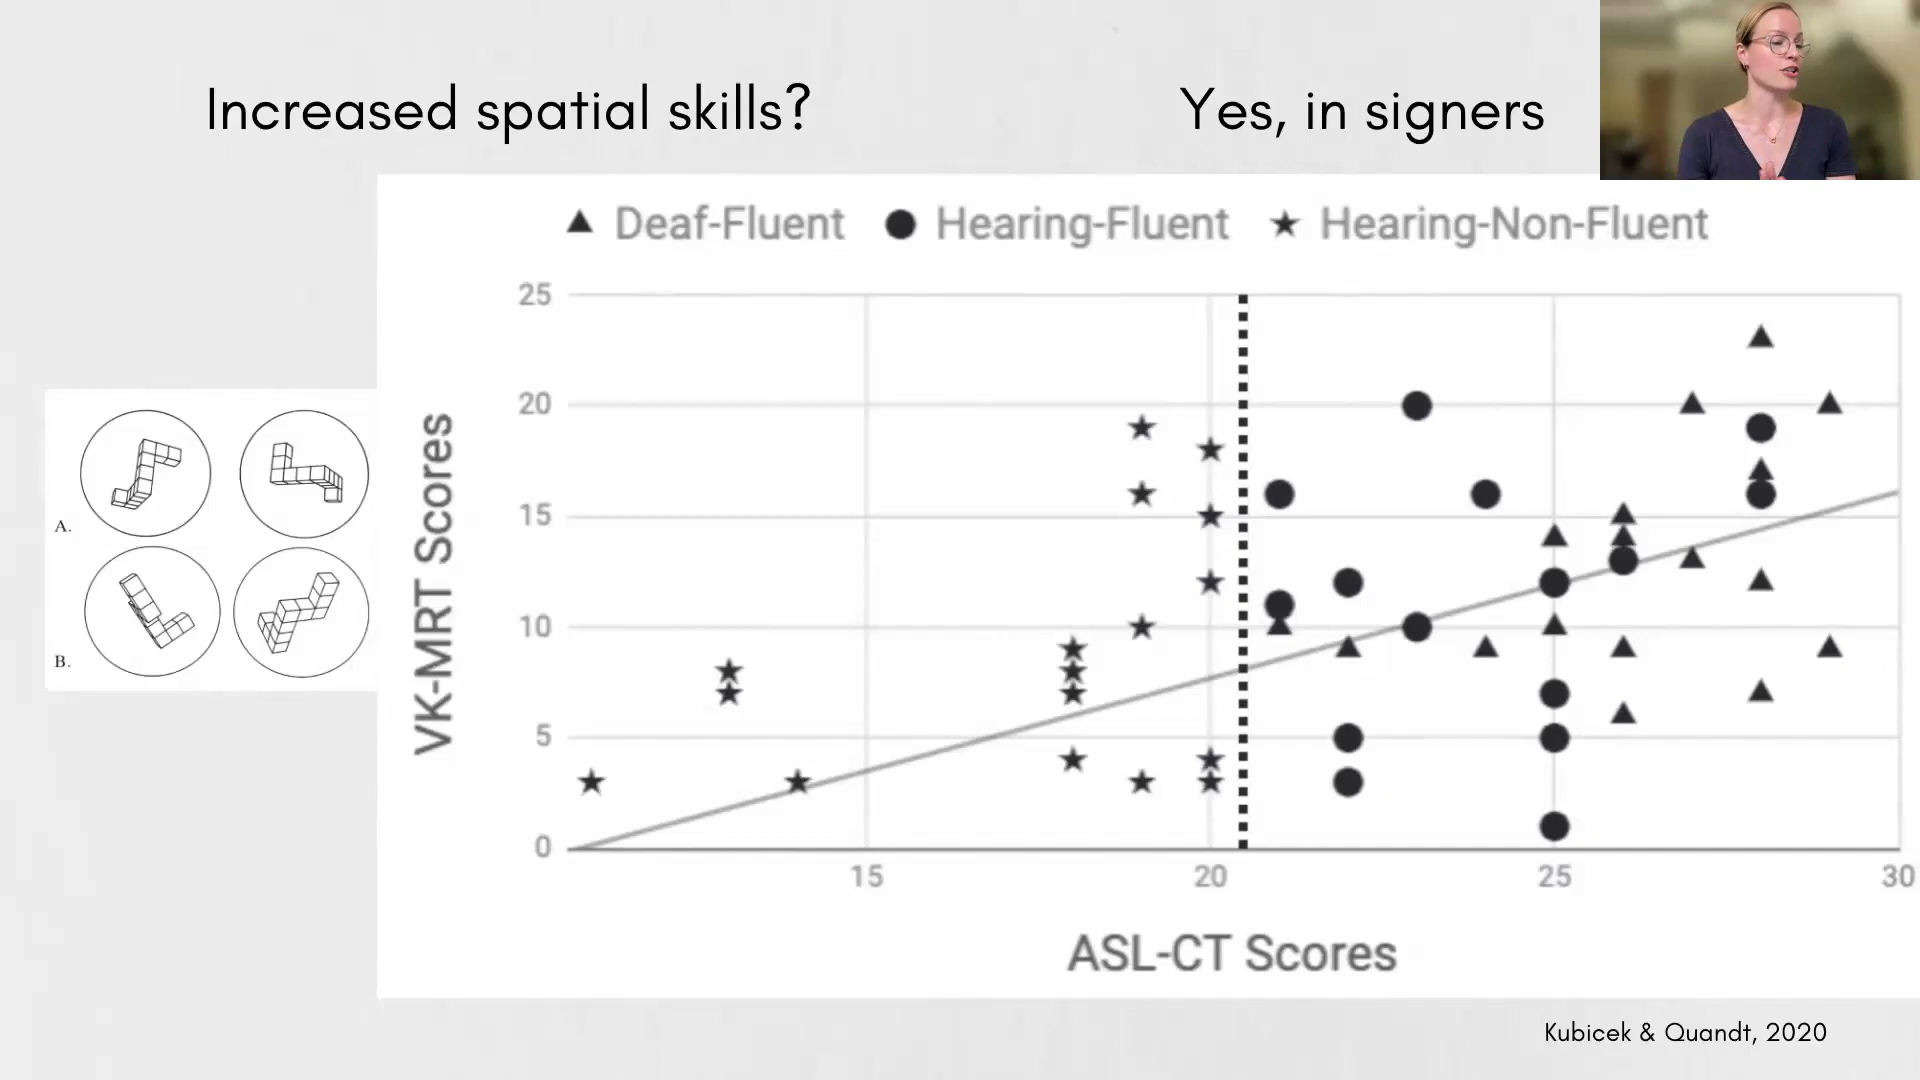 Increased spatial skills?
Yes, in signers
Deaf-Fluent
Hearing-Fluent
Hearing-Non-Fluent
VK-MRT Scores
25
20
15
10
5
0
A.
B.
15
20
25
30
ASL-CT Scores
Kubicek & Quandt, 2020